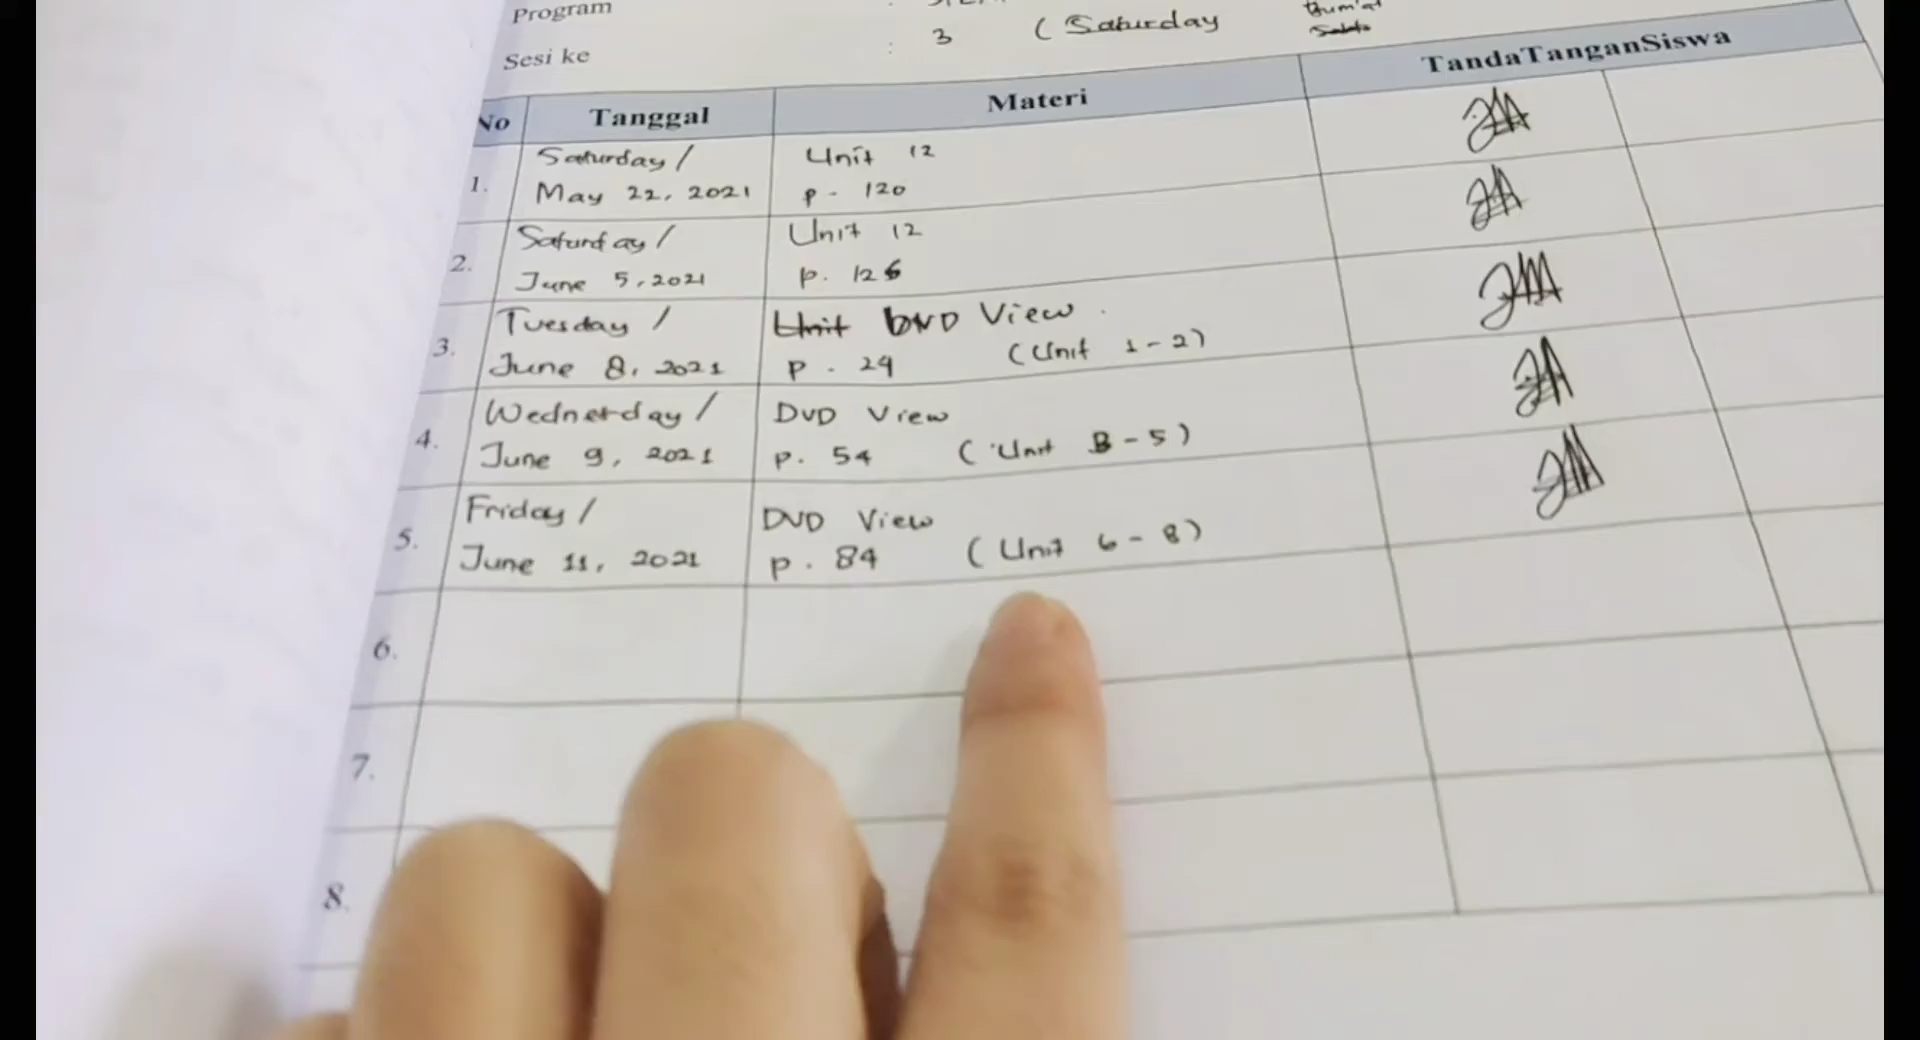 Program :
Sesi ke : 3 ( Saturday
No Tanggal Materi TandaTanganSiswa
1. Saturday / Unit 12
May 22, 2021 p - 120
2. Saturday / Unit 12
June 5, 2021 p. 126
3. Tuesday / Unit DVD View .
June 8, 2021 p . 29 (Unit 1 - 2)
4. Wednesday / DVD View
June 9, 2021 p. 54 (Unit 3 - 5)
5. Friday / DVD View
June 11, 2021 p. 84 (Unit 6 - 8)
6.
7.
8.